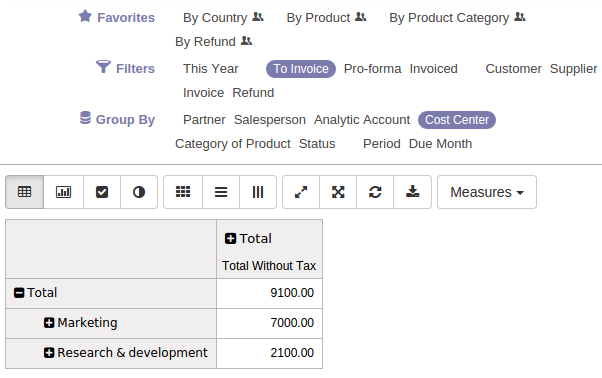 Favorites By Country By Product By Product Category
By Refund
Filters This Year To Invoice Pro-forma Invoiced Customer Supplier
Invoice Refund
Group By Partner Salesperson Analytic Account Cost Center
Category of Product Status Period Due Month
Measures
Total
Total Without Tax
Total 9100.00
Marketing 7000.00
Research & development 2100.00